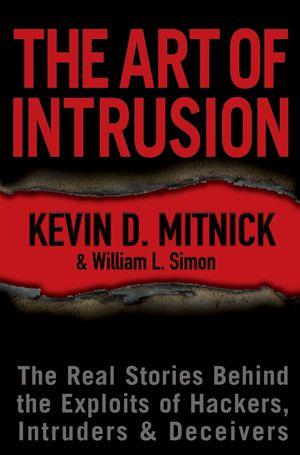 THE ART OF
INTRUSION
KEVIN D. MITNICK
& William L. Simon
The Real Stories Behind
the Exploits of Hackers,
Intruders & Deceivers